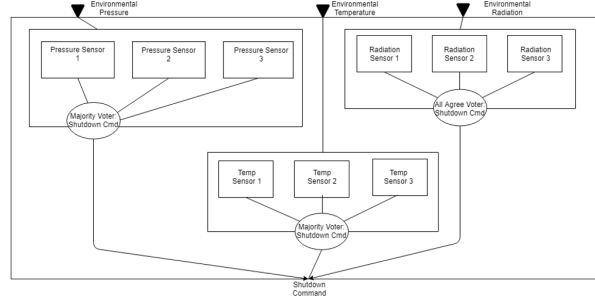 Environmental
Pressure
Environmental
Temperature
Environmental
Radiation
Pressure Sensor
1
Pressure Sensor
2
Pressure Sensor
3
Radiation
Sensor 1
Radiation
Sensor 2
Radiation
Sensor 3
Majority Voter:
Shutdown Cmd
All Agree Voter:
Shutdown Cmd
Temp
Sensor 1
Temp
Sensor 2
Temp
Sensor 3
Majority Voter:
Shutdown Cmd
Shutdown
Command